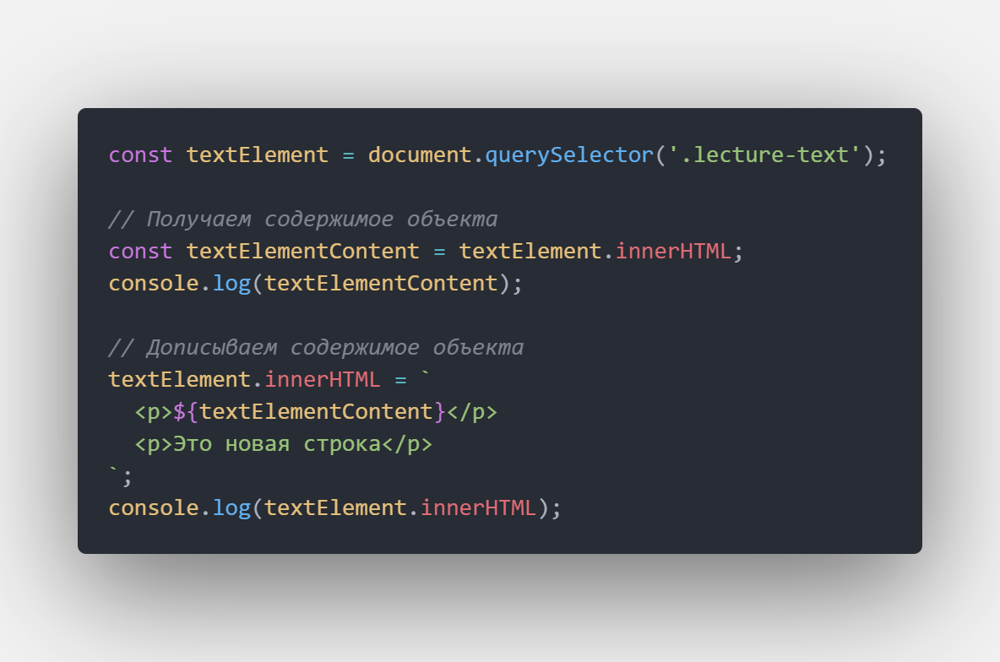 const textElement = document.querySelector('.lecture-text');
// Получаем содержимое объекта
const textElementContent = textElement.innerHTML;
console.log(textElementContent);
// Дописываем содержимое объекта
textElement.innerHTML = `
  <p>${textElementContent}</p>
  <p>Это новая строка</p>
`;
console.log(textElement.innerHTML);